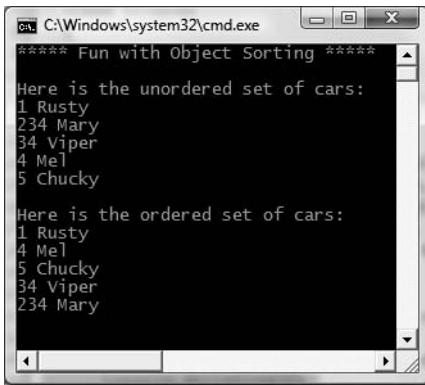 C:\Windows\system32\cmd.exe
***** Fun with Object Sorting *****
Here is the unordered set of cars:
1 Rusty
234 Mary
34 Viper
4 Mel
5 Chucky
Here is the ordered set of cars:
1 Rusty
4 Mel
5 Chucky
34 Viper
234 Mary